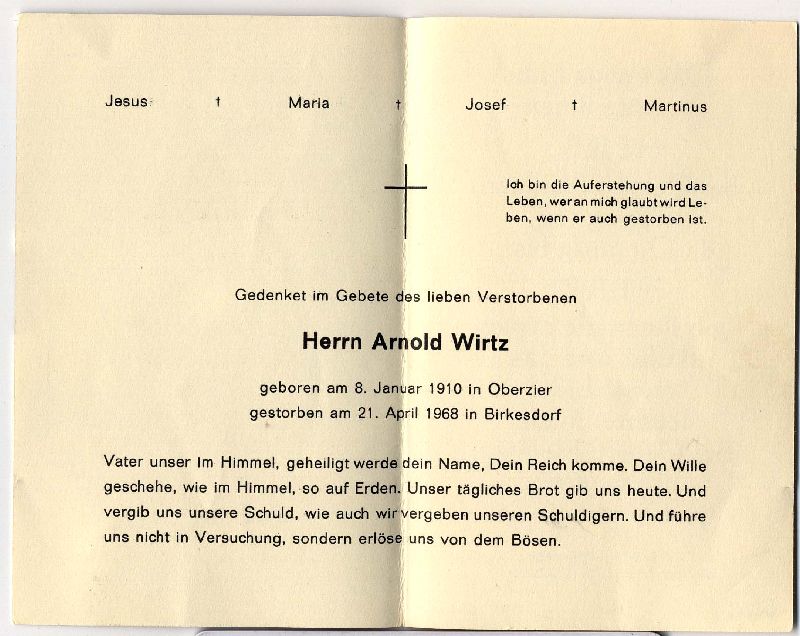 Jesus † Maria † Josef † Martinus
Ich bin die Auferstehung und das
Leben, wer an mich glaubt wird Le-
ben, wenn er auch gestorben ist.
Gedenket im Gebete des lieben Verstorbenen
Herrn Arnold Wirtz
geboren am 8. Januar 1910 in Oberzier
gestorben am 21. April 1968 in Birkesdorf
Vater unser im Himmel, geheiligt werde dein Name, Dein Reich komme. Dein Wille
geschehe, wie im Himmel, so auf Erden. Unser tägliches Brot gib uns heute. Und
vergib uns unsere Schuld, wie auch wir vergeben unseren Schuldigern. Und führe
uns nicht in Versuchung, sondern erlöse uns von dem Bösen.